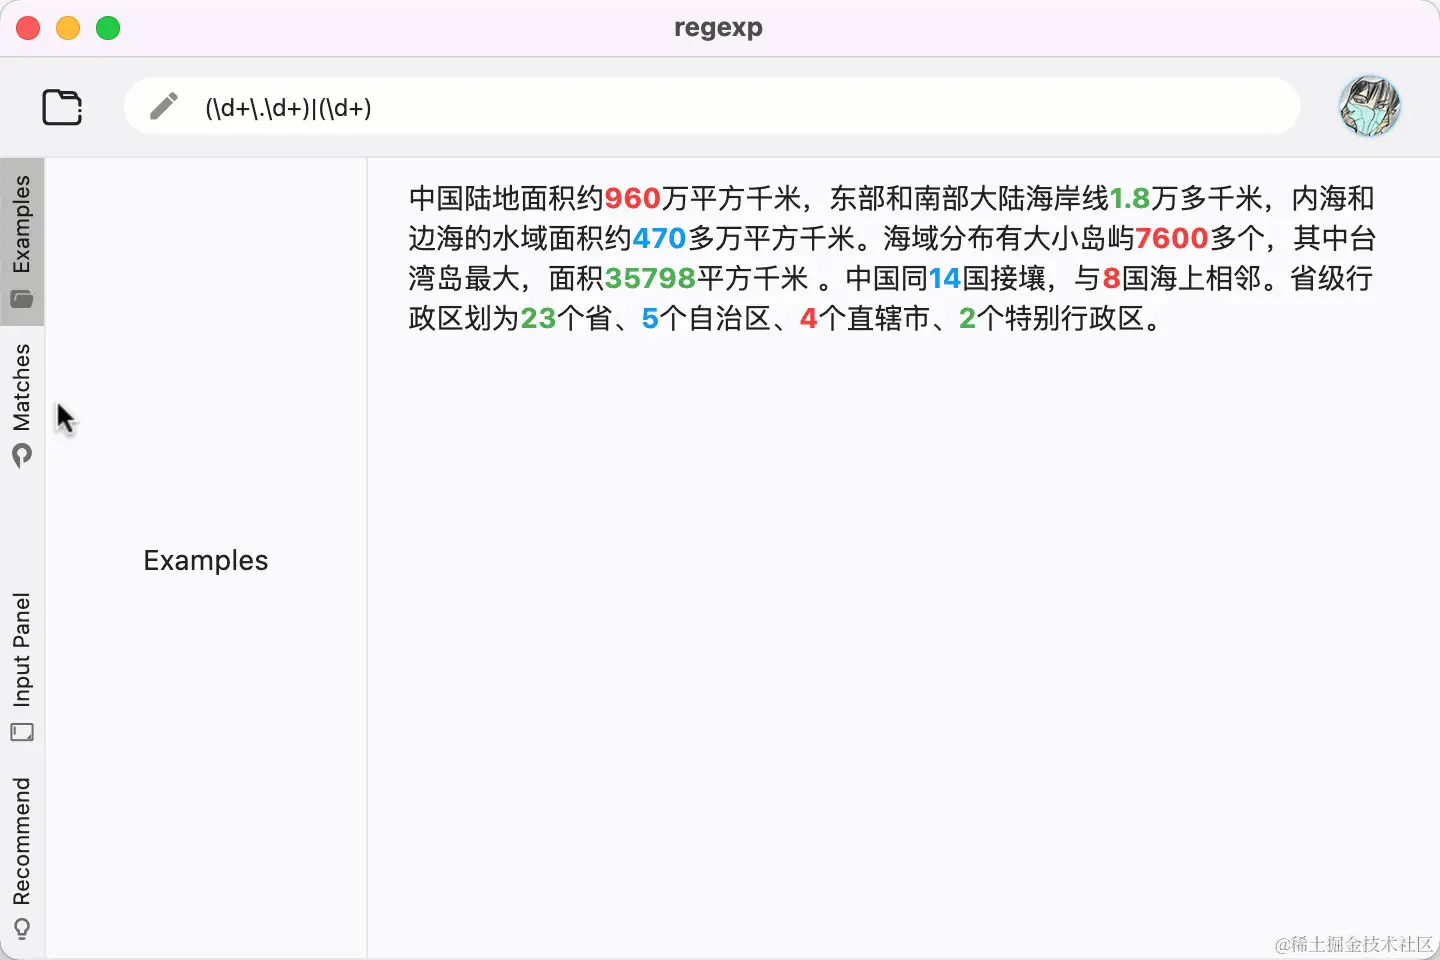 regexp
(\d+\.\d+)|(\d+)
Examples
Matches
Input Panel
Recommend
Examples
中国陆地面积约960万平方千米，东部和南部大陆海岸线1.8万多千米，内海和
边海的水域面积约470多万平方千米。海域分布有大小岛屿7600多个，其中台
湾岛最大，面积35798平方千米 。中国同14国接壤，与8国海上相邻。省级行
政区划为23个省、5个自治区、4个直辖市、2个特别行政区。
@稀土掘金技术社区